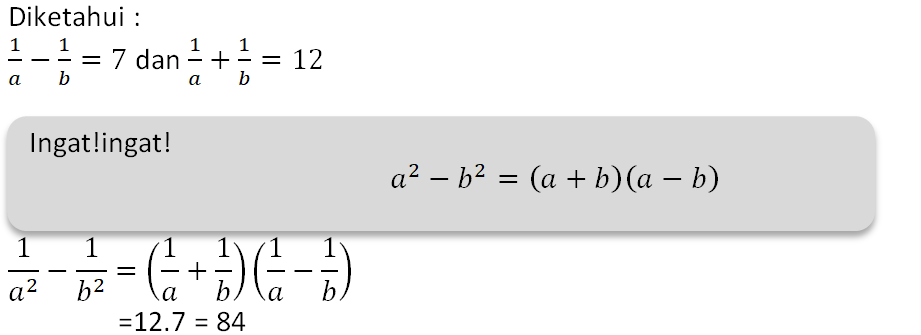 Diketahui :
1/a − 1/b = 7 dan 1/a + 1/b = 12
Ingat!ingat!
a² − b² = (a + b)(a − b)
1/a² − 1/b² = (1/a + 1/b)(1/a − 1/b)
=12.7 = 84